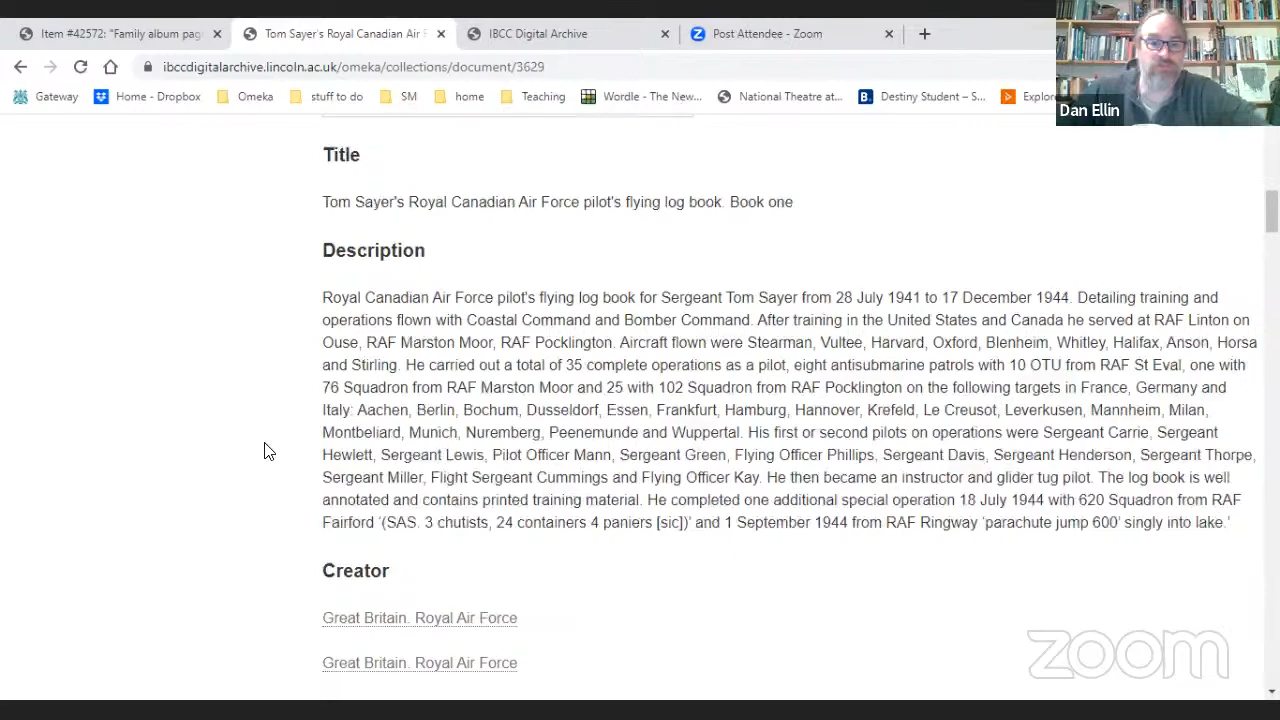 Item #42572: "Family album pag
Tom Sayer's Royal Canadian Air F
IBCC Digital Archive
Post Attendee - Zoom
ibccdigitalarchive.lincoln.ac.uk/omeka/collections/document/3629
Gateway
Home - Dropbox
Omeka
stuff to do
SM
home
Teaching
Wordle - The New...
National Theatre at...
Destiny Student – S...
Explor
Dan Ellin
Title
Tom Sayer's Royal Canadian Air Force pilot's flying log book. Book one
Description
Royal Canadian Air Force pilot's flying log book for Sergeant Tom Sayer from 28 July 1941 to 17 December 1944. Detailing training and
operations flown with Coastal Command and Bomber Command. After training in the United States and Canada he served at RAF Linton on
Ouse, RAF Marston Moor, RAF Pocklington. Aircraft flown were Stearman, Vultee, Harvard, Oxford, Blenheim, Whitley, Halifax, Anson, Horsa
and Stirling. He carried out a total of 35 complete operations as a pilot, eight antisubmarine patrols with 10 OTU from RAF St Eval, one with
76 Squadron from RAF Marston Moor and 25 with 102 Squadron from RAF Pocklington on the following targets in France, Germany and
Italy: Aachen, Berlin, Bochum, Dusseldorf, Essen, Frankfurt, Hamburg, Hannover, Krefeld, Le Creusot, Leverkusen, Mannheim, Milan,
Montbeliard, Munich, Nuremberg, Peenemunde and Wuppertal. His first or second pilots on operations were Sergeant Carrie, Sergeant
Hewlett, Sergeant Lewis, Pilot Officer Mann, Sergeant Green, Flying Officer Phillips, Sergeant Davis, Sergeant Henderson, Sergeant Thorpe,
Sergeant Miller, Flight Sergeant Cummings and Flying Officer Kay. He then became an instructor and glider tug pilot. The log book is well
annotated and contains printed training material. He completed one additional special operation 18 July 1944 with 620 Squadron from RAF
Fairford '(SAS. 3 chutists, 24 containers 4 paniers [sic])' and 1 September 1944 from RAF Ringway 'parachute jump 600' singly into lake.'
Creator
Great Britain. Royal Air Force
Great Britain. Royal Air Force
zoom